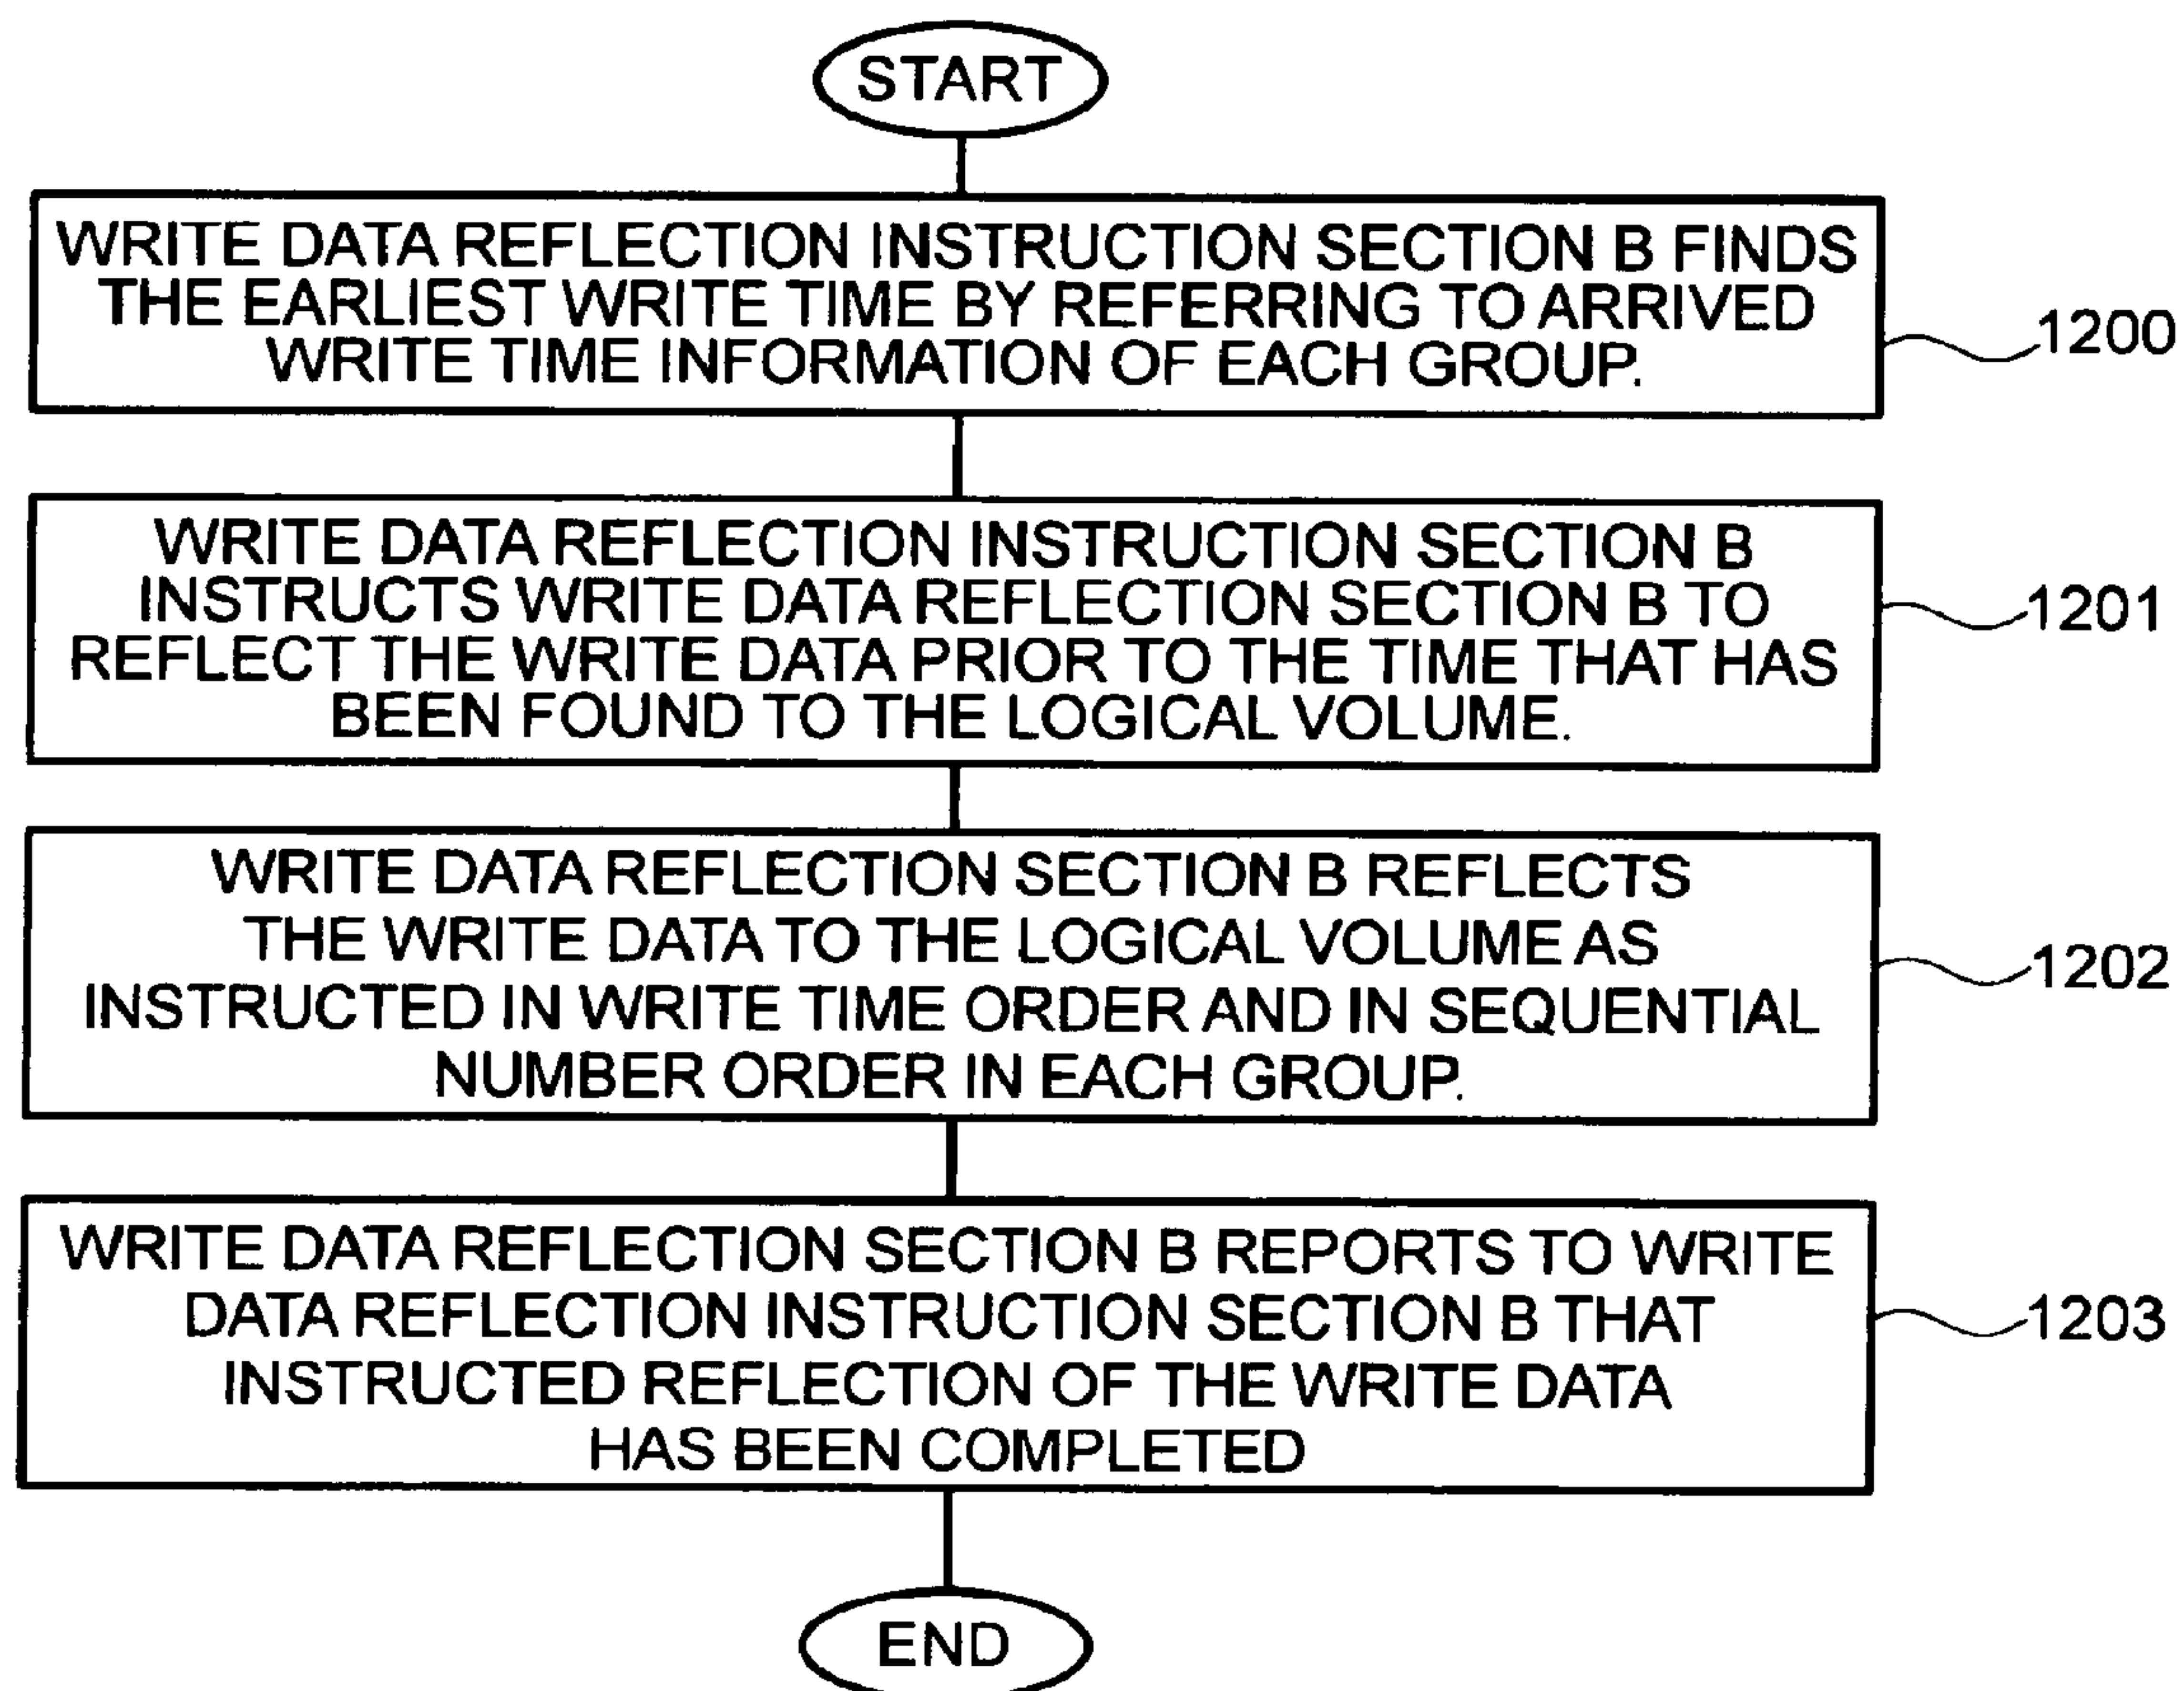 START
WRITE DATA REFLECTION INSTRUCTION SECTION B FINDS
THE EARLIEST WRITE TIME BY REFERRING TO ARRIVED
WRITE TIME INFORMATION OF EACH GROUP.
1200
WRITE DATA REFLECTION INSTRUCTION SECTION B
INSTRUCTS WRITE DATA REFLECTION SECTION B TO
REFLECT THE WRITE DATA PRIOR TO THE TIME THAT HAS
BEEN FOUND TO THE LOGICAL VOLUME.
1201
WRITE DATA REFLECTION SECTION B REFLECTS
THE WRITE DATA TO THE LOGICAL VOLUME AS
INSTRUCTED IN WRITE TIME ORDER AND IN SEQUENTIAL
NUMBER ORDER IN EACH GROUP.
1202
WRITE DATA REFLECTION SECTION B REPORTS TO WRITE
DATA REFLECTION INSTRUCTION SECTION B THAT
INSTRUCTED REFLECTION OF THE WRITE DATA
HAS BEEN COMPLETED
1203
END